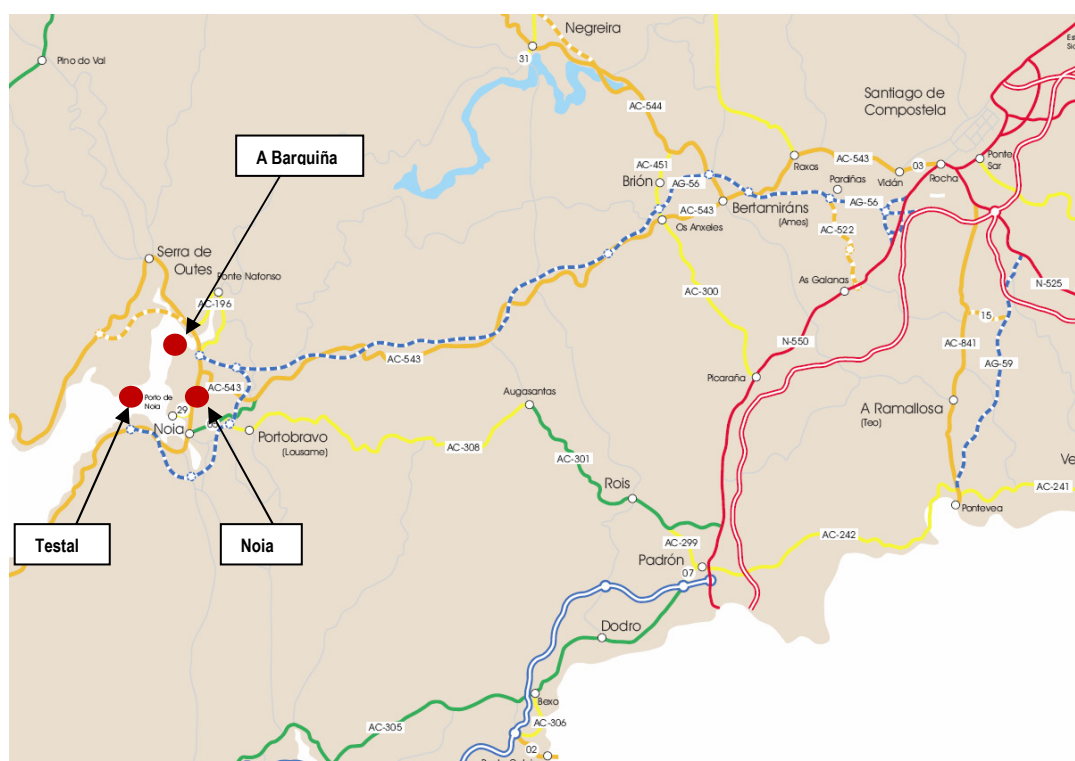 Negreira
Pino do Val
31
Es
Sic
Santiago de
Compostela
AC-544
A Barquiña
AC-451
Brión
AG-56
Roxas
AC-543
03
Ponte
Sar
Pardiñas
Vidán
Rocha
AC-543
Bertamiráns
(Ames)
AG-56
Os Anxeles
AC-522
Serra de
Outes
Ponte Nafonso
AC-196
AC-300
As Galanas
N-525
15
N-550
AC-841
AC-543
AG-59
Picaraña
AC-543
Porto de
Noia
29
Augasantas
A Ramallosa
(Teo)
Noia
Portobravo
(Lousame)
AC-308
Ve
AC-301
Rois
AC-241
Pontevea
Testal
Noia
AC-299
AC-242
Padrón
07
Dodro
Bexo
AC-305
AC-306
02